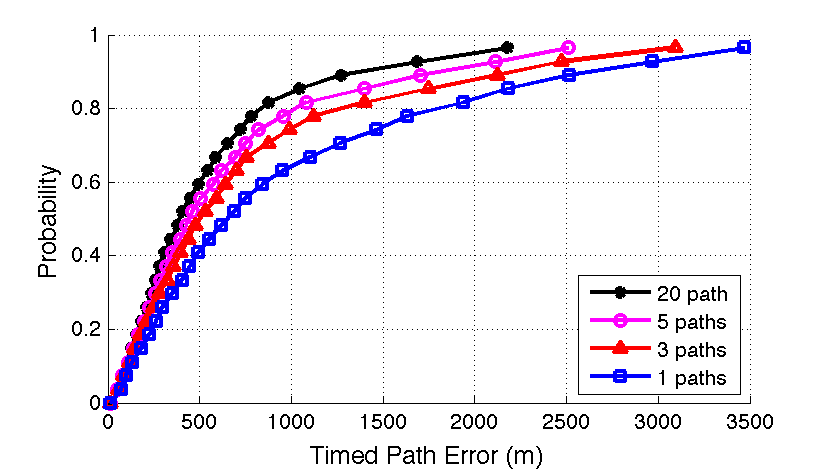 1
0.8
0.6
0.4
0.2
0
Probability
0
500
1000
1500
2000
2500
3000
3500
Timed Path Error (m)
20 path
5 paths
3 paths
1 paths